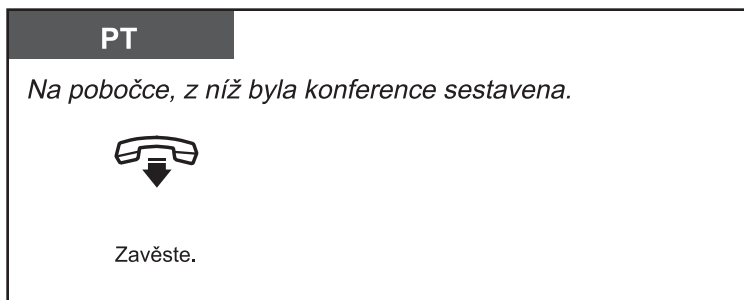 PT
Na pobočce, z níž byla konference sestavena.
Zavěste.